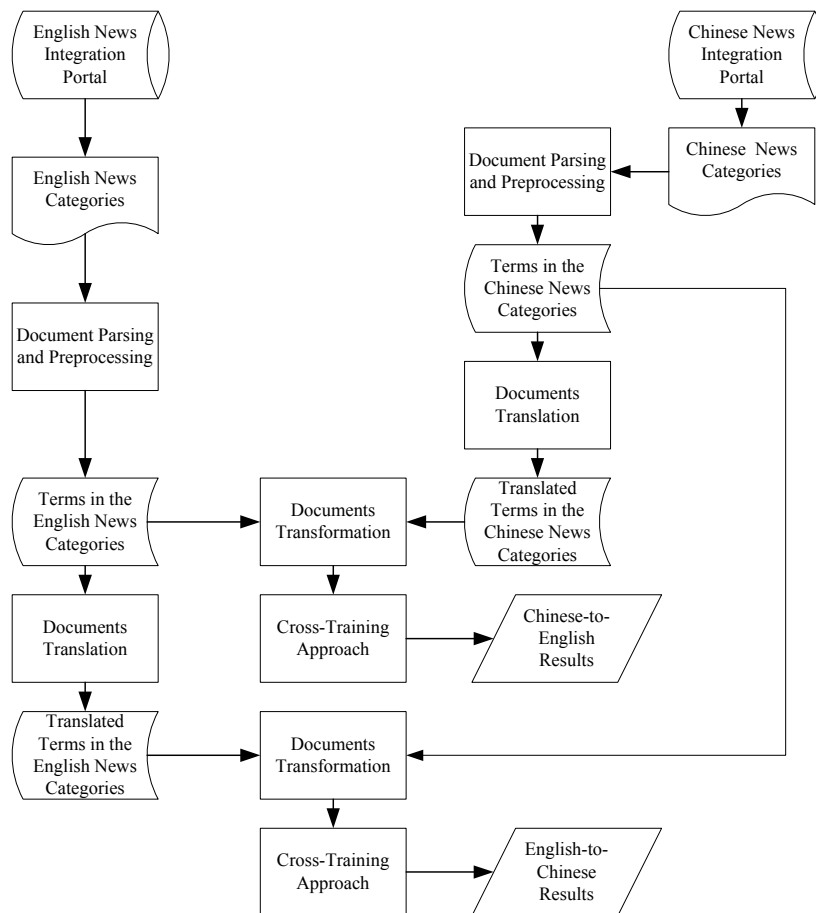 English News
Integration
Portal
Chinese News
Integration
Portal
English News
Categories
Document Parsing
and Preprocessing
Chinese News
Categories
Terms in the
Chinese News
Categories
Document Parsing
and Preprocessing
Documents
Translation
Terms in the
English News
Categories
Documents
Transformation
Translated
Terms in the
Chinese News
Categories
Documents
Translation
Cross-Training
Approach
Chinese-to-
English
Results
Translated
Terms in the
English News
Categories
Documents
Transformation
Cross-Training
Approach
English-to-
Chinese
Results